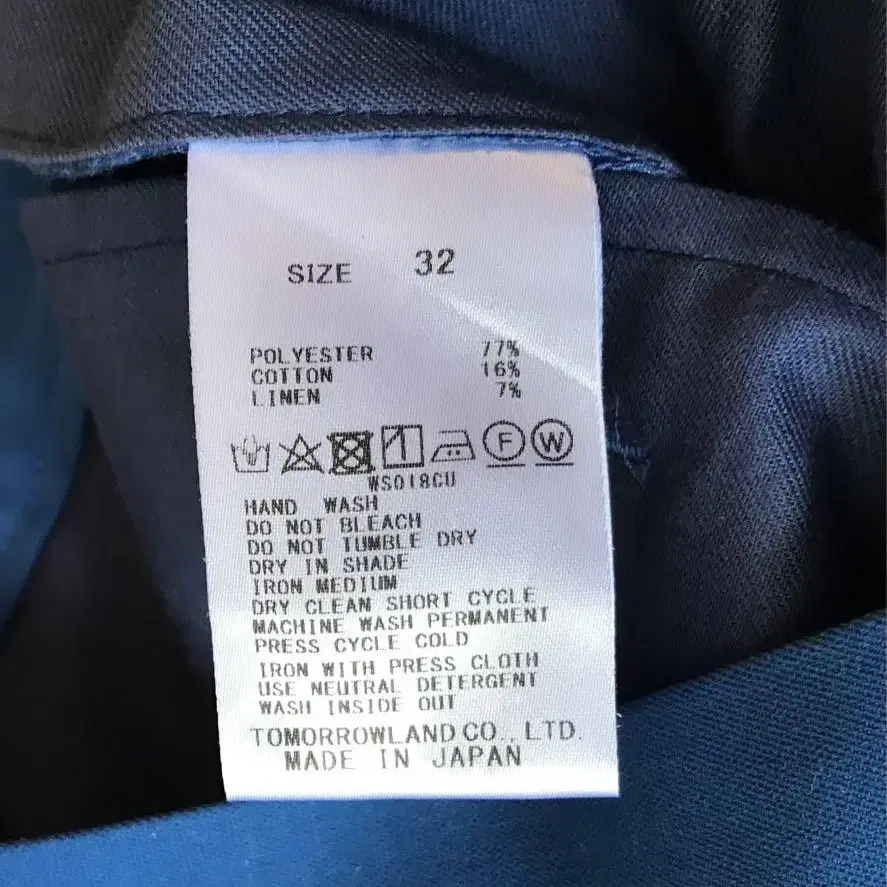 SIZE 32
POLYESTER 77%
COTTON 16%
LINEN 7%
F W
WS018CU
HAND WASH
DO NOT BLEACH
DO NOT TUMBLE DRY
DRY IN SHADE
IRON MEDIUM
DRY CLEAN SHORT CYCLE
MACHINE WASH PERMANENT
PRESS CYCLE COLD
IRON WITH PRESS CLOTH
USE NEUTRAL DETERGENT
WASH INSIDE OUT
TOMORROWLAND CO., LTD.
MADE IN JAPAN